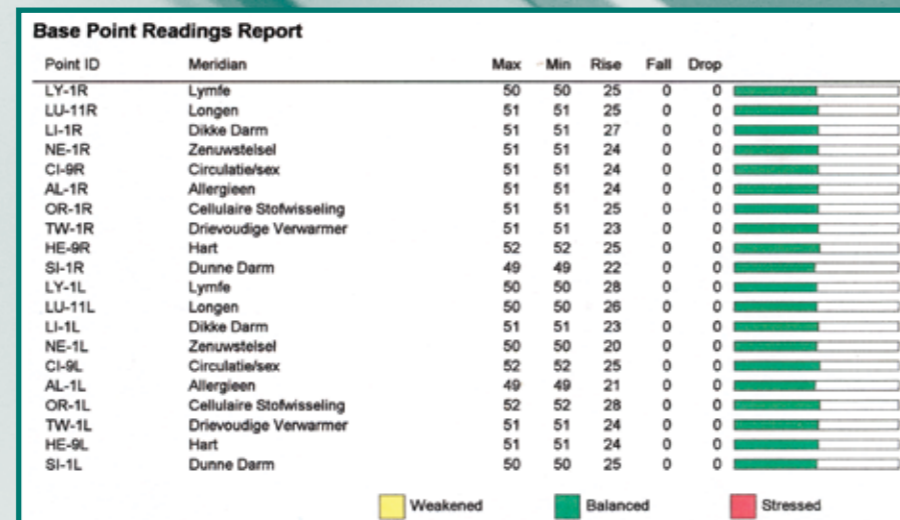 Base Point Readings Report
Point ID Meridian Max Min Rise Fall Drop
LY-1R Lymfe 50 50 25 0 0
LU-11R Longen 51 51 25 0 0
LI-1R Dikke Darm 51 51 27 0 0
NE-1R Zenuwstelsel 51 51 24 0 0
CI-9R Circulatie/sex 51 51 24 0 0
AL-1R Allergieen 51 51 24 0 0
OR-1R Cellulaire Stofwisseling 51 51 25 0 0
TW-1R Drievoudige Verwarmer 51 51 23 0 0
HE-9R Hart 52 52 25 0 0
SI-1R Dunne Darm 49 49 22 0 0
LY-1L Lymfe 50 50 28 0 0
LU-11L Longen 50 50 26 0 0
LI-1L Dikke Darm 51 51 23 0 0
NE-1L Zenuwstelsel 50 50 20 0 0
CI-9L Circulatie/sex 52 52 25 0 0
AL-1L Allergieen 49 49 21 0 0
OR-1L Cellulaire Stofwisseling 52 52 28 0 0
TW-1L Drievoudige Verwarmer 51 51 24 0 0
HE-9L Hart 51 51 24 0 0
SI-1L Dunne Darm 50 50 25 0 0
Weakened Balanced Stressed